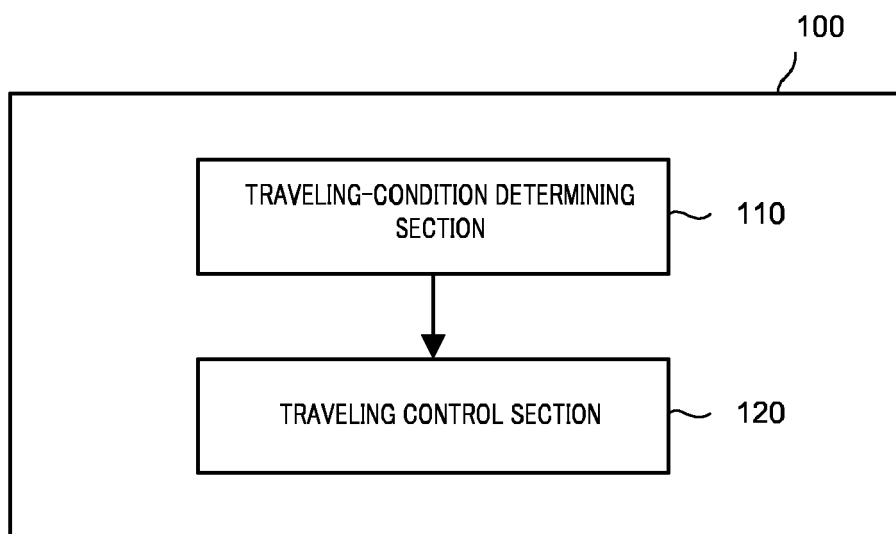 100
TRAVELING-CONDITION DETERMINING
SECTION
110
TRAVELING CONTROL SECTION
120